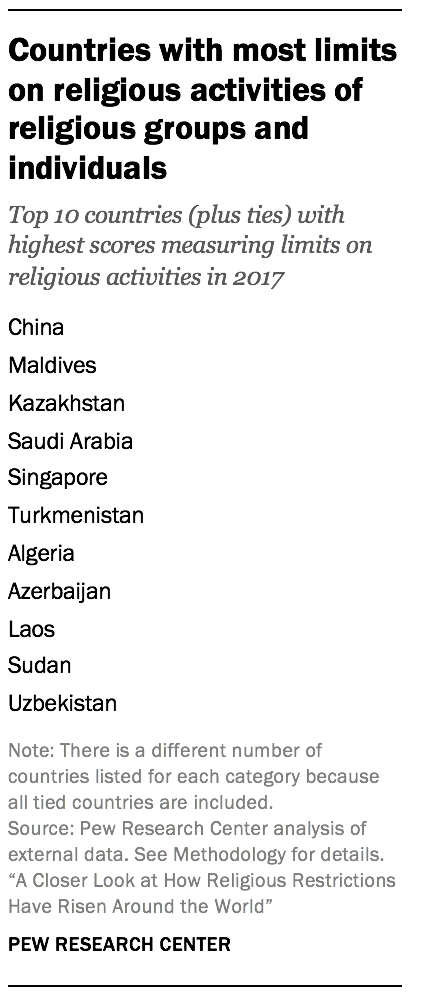 Countries with most limits
on religious activities of
religious groups and
individuals
Top 10 countries (plus ties) with
highest scores measuring limits on
religious activities in 2017
China
Maldives
Kazakhstan
Saudi Arabia
Singapore
Turkmenistan
Algeria
Azerbaijan
Laos
Sudan
Uzbekistan
Note: There is a different number of
countries listed for each category because
all tied countries are included.
Source: Pew Research Center analysis of
external data. See Methodology for details.
“A Closer Look at How Religious Restrictions
Have Risen Around the World”
PEW RESEARCH CENTER